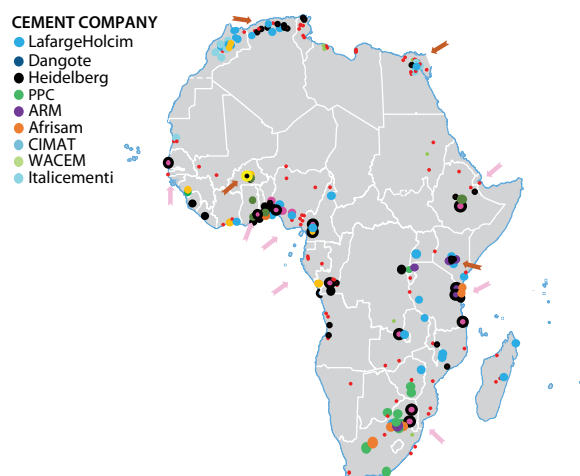 CEMENT COMPANY
LafargeHolcim
Dangote
Heidelberg
PPC
ARM
Afrisam
CIMAT
WACEM
Italicementi